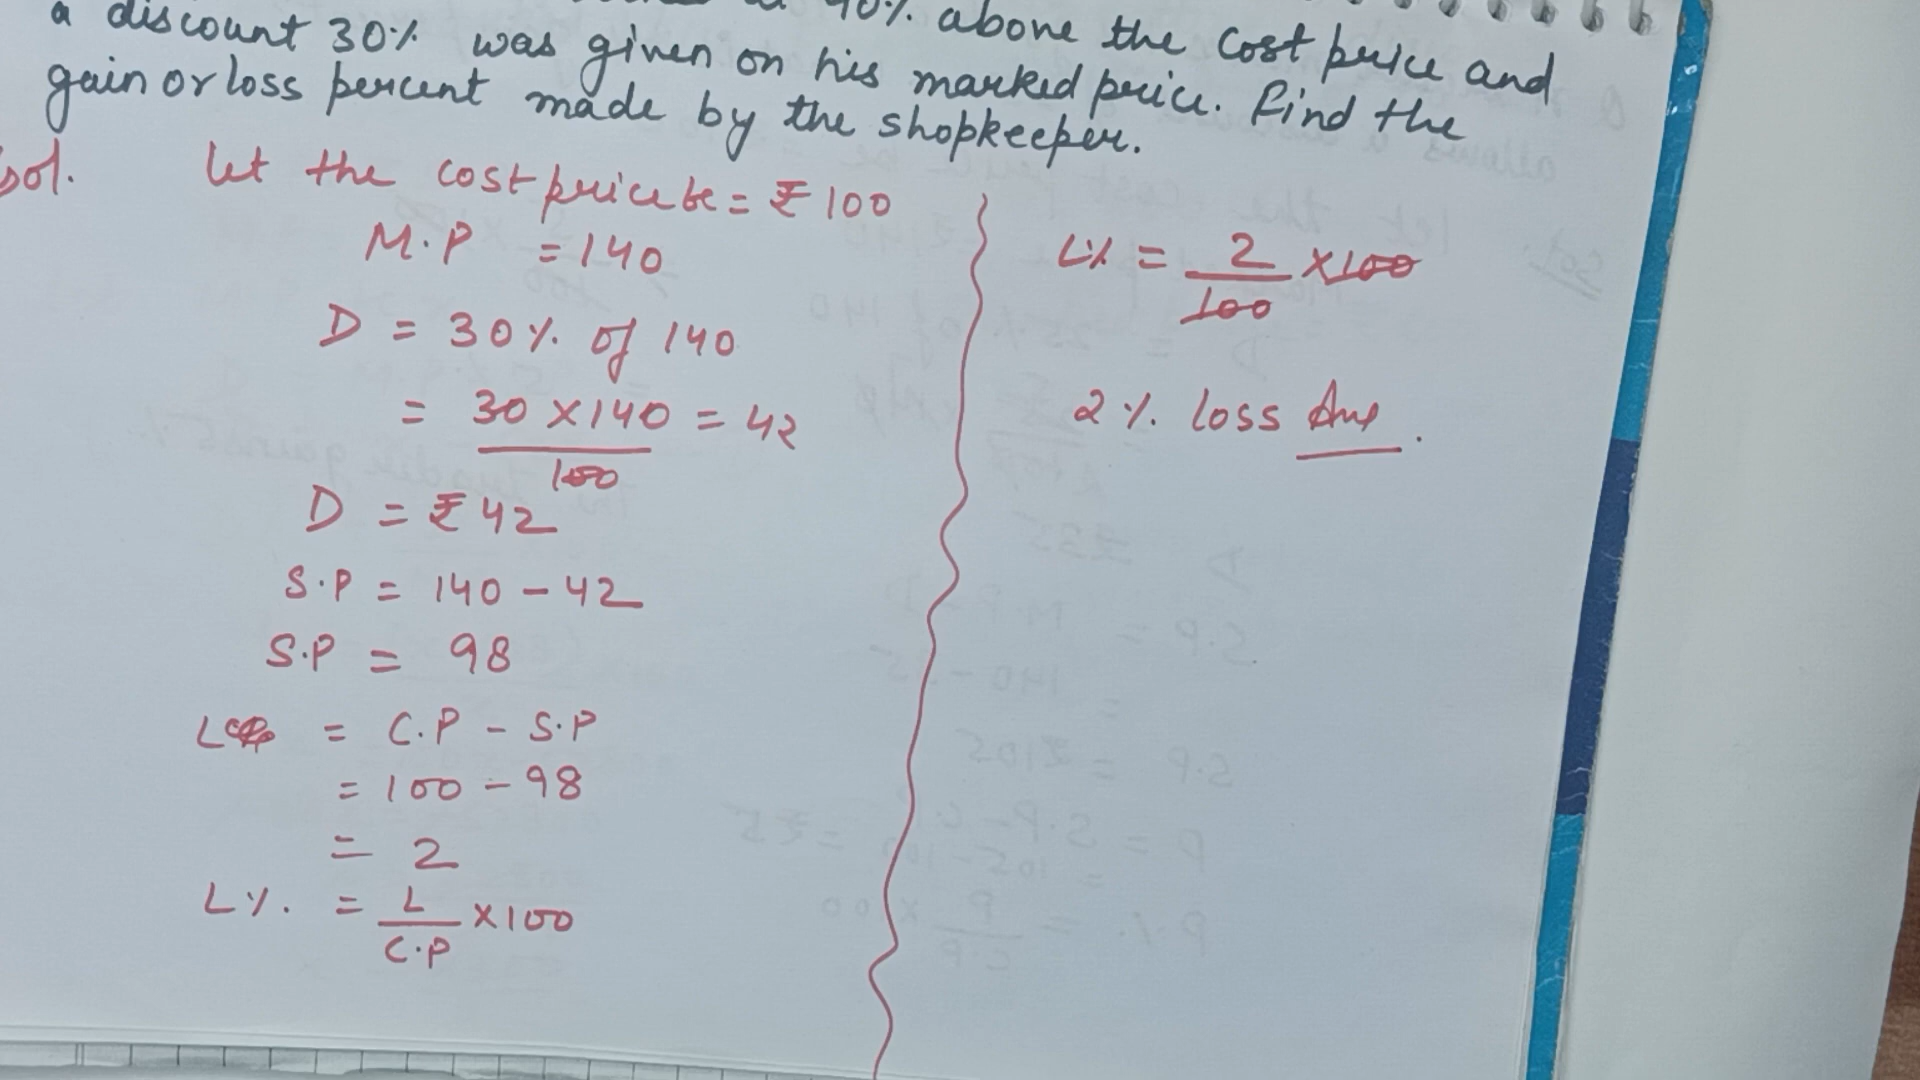 40% above the cost price and
a discount 30% was given on his marked price. Find the
gain or loss percent made by the shopkeeper.
Sol. let the cost price be = ₹ 100
M.P = 140
D = 30% of 140
= 30 × 140 = 42
100
D = ₹ 42
S.P = 140 - 42
S.P = 98
L = C.P - S.P
= 100 - 98
= 2
L% = L × 100
C.P
L% = 2 × 100
100
2% loss Ans.